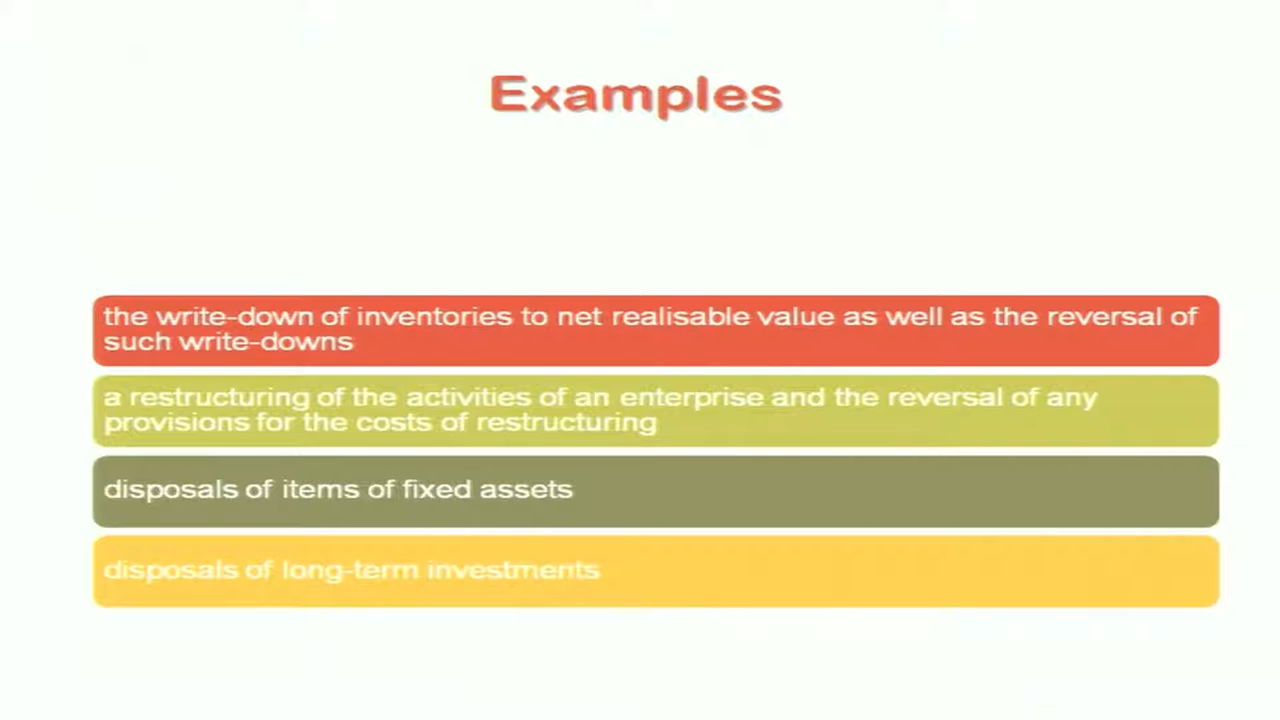 Examples
the write-down of inventories to net realisable value as well as the reversal of
such write-downs
a restructuring of the activities of an enterprise and the reversal of any
provisions for the costs of restructuring
disposals of items of fixed assets
disposals of long-term investments